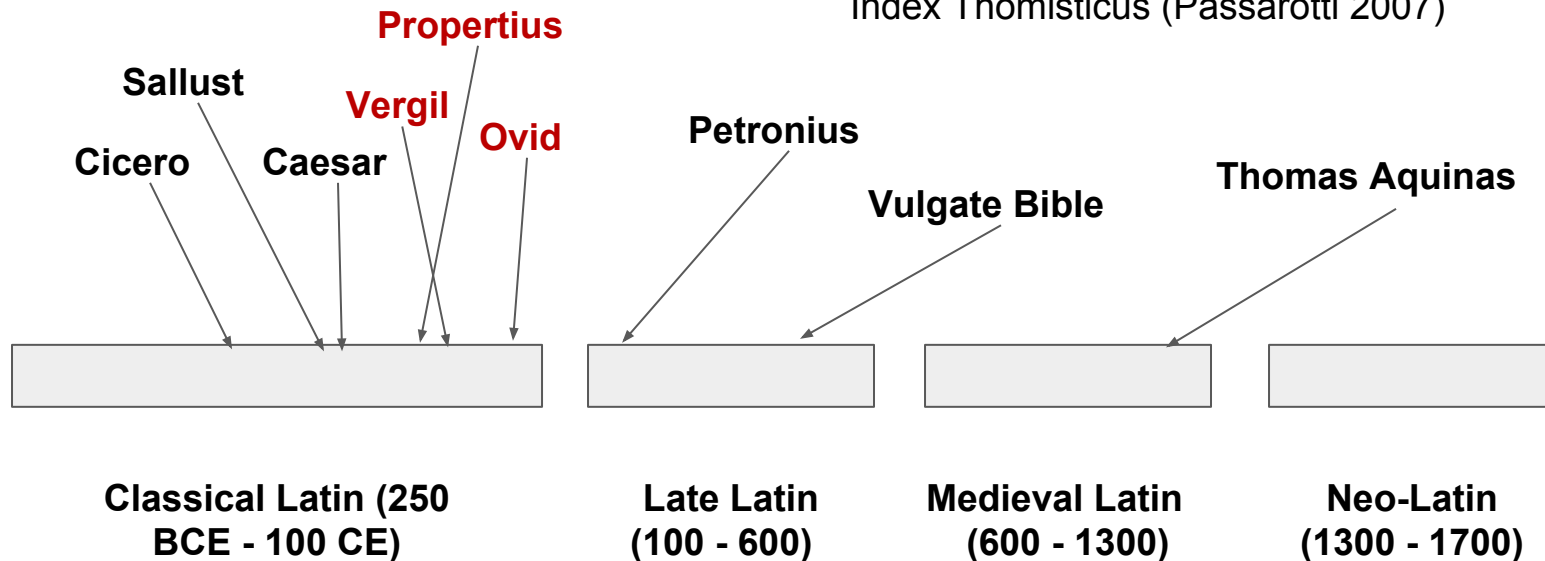 Index Thomisticus (Passarotti 2007)
Propertius
Sallust
Vergil
Ovid
Petronius
Cicero
Caesar
Thomas Aquinas
Vulgate Bible
Classical Latin (250
BCE - 100 CE)
Late Latin
(100 - 600)
Medieval Latin
(600 - 1300)
Neo-Latin
(1300 - 1700)